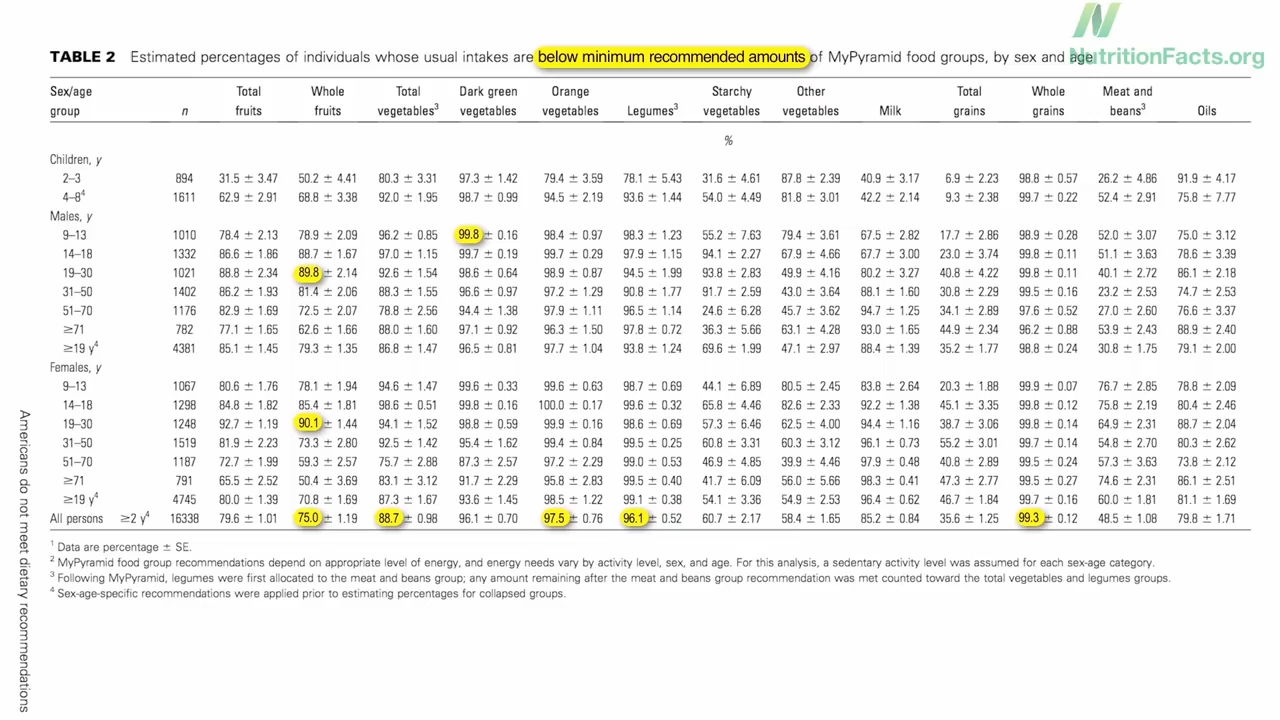 NutritionFacts.org
TABLE 2 Estimated percentages of individuals whose usual intakes are below minimum recommended amounts of MyPyramid food groups, by sex and age
Sex/age group n Total fruits Whole fruits Total vegetables³ Dark green vegetables Orange vegetables Legumes³ Starchy vegetables Other vegetables Milk Total grains Whole grains Meat and beans³ Oils
%
Children, y
2–3 894 31.5 ± 3.47 50.2 ± 4.41 80.3 ± 3.31 97.3 ± 1.42 79.4 ± 3.59 78.1 ± 5.43 31.6 ± 4.61 87.8 ± 2.39 40.9 ± 3.17 6.9 ± 2.23 98.8 ± 0.57 26.2 ± 4.86 91.9 ± 4.17
4–8⁴ 1611 62.9 ± 2.91 68.8 ± 3.38 92.0 ± 1.95 98.7 ± 0.99 94.5 ± 2.19 93.6 ± 1.44 54.0 ± 4.49 81.8 ± 3.01 42.2 ± 2.14 9.3 ± 2.38 99.7 ± 0.22 52.4 ± 2.91 75.8 ± 7.77
Males, y
9–13 1010 78.4 ± 2.13 78.9 ± 2.09 96.2 ± 0.85 99.8 ± 0.16 98.4 ± 0.97 98.3 ± 1.23 55.2 ± 7.63 79.4 ± 3.61 67.5 ± 2.82 17.7 ± 2.86 98.9 ± 0.28 52.0 ± 3.07 75.0 ± 3.12
14–18 1332 86.6 ± 1.86 88.7 ± 1.67 97.0 ± 1.15 99.7 ± 0.19 99.7 ± 0.29 97.9 ± 1.15 94.1 ± 2.27 67.9 ± 4.66 67.7 ± 3.00 23.0 ± 3.74 99.8 ± 0.11 51.1 ± 3.63 78.6 ± 3.39
19–30 1021 88.8 ± 2.34 89.8 ± 2.14 92.6 ± 1.54 98.6 ± 0.64 98.9 ± 0.87 94.5 ± 1.99 93.8 ± 2.83 49.9 ± 4.16 80.2 ± 3.27 40.8 ± 4.22 99.8 ± 0.11 40.1 ± 2.72 86.1 ± 2.18
31–50 1402 86.2 ± 1.93 81.4 ± 2.06 88.3 ± 1.55 96.6 ± 0.97 97.2 ± 1.29 90.8 ± 1.77 91.7 ± 2.59 43.0 ± 3.64 88.1 ± 1.60 30.8 ± 2.29 99.5 ± 0.16 23.2 ± 2.53 74.7 ± 2.53
51–70 1176 82.9 ± 1.69 72.5 ± 2.07 78.8 ± 2.56 94.4 ± 1.38 97.9 ± 1.11 96.5 ± 1.14 24.6 ± 6.28 45.7 ± 3.62 94.7 ± 1.25 34.1 ± 2.89 97.6 ± 0.52 27.0 ± 2.60 76.6 ± 3.37
≥71 782 77.1 ± 1.65 62.6 ± 1.66 88.0 ± 1.60 97.1 ± 0.92 96.3 ± 1.50 97.8 ± 0.72 36.3 ± 5.66 63.1 ± 4.28 93.0 ± 1.65 44.9 ± 2.34 96.2 ± 0.88 53.9 ± 2.43 88.9 ± 2.40
≥19 y⁴ 4381 85.1 ± 1.45 79.3 ± 1.35 86.8 ± 1.47 96.5 ± 0.81 97.7 ± 1.04 93.8 ± 1.24 69.6 ± 1.99 47.1 ± 2.97 88.4 ± 1.39 35.2 ± 1.77 98.8 ± 0.24 30.8 ± 1.75 79.1 ± 2.00
Females, y
9–13 1067 80.6 ± 1.76 78.1 ± 1.94 94.6 ± 1.47 99.6 ± 0.33 99.6 ± 0.63 98.7 ± 0.69 44.1 ± 6.89 80.5 ± 2.45 83.8 ± 2.64 20.3 ± 1.88 99.9 ± 0.07 76.7 ± 2.85 78.8 ± 2.09
14–18 1298 84.8 ± 1.82 85.4 ± 1.81 98.6 ± 0.51 99.8 ± 0.16 100.0 ± 0.17 99.6 ± 0.32 65.8 ± 4.46 82.6 ± 2.33 92.2 ± 1.38 45.1 ± 3.35 99.8 ± 0.12 75.8 ± 2.19 80.4 ± 2.46
19–30 1248 92.7 ± 1.19 90.1 ± 1.44 94.1 ± 1.52 98.8 ± 0.59 99.9 ± 0.16 98.6 ± 0.69 57.3 ± 6.46 62.5 ± 4.00 94.4 ± 1.16 38.7 ± 3.06 99.8 ± 0.14 64.9 ± 2.31 88.7 ± 2.04
31–50 1519 81.9 ± 2.23 73.3 ± 2.80 92.5 ± 1.42 95.4 ± 1.62 99.4 ± 0.84 99.5 ± 0.25 60.8 ± 3.31 60.3 ± 3.12 96.1 ± 0.73 55.2 ± 3.01 99.7 ± 0.14 54.8 ± 2.70 80.3 ± 2.62
51–70 1187 72.7 ± 1.99 59.3 ± 2.57 75.7 ± 2.88 87.3 ± 2.57 97.2 ± 2.29 99.0 ± 0.53 46.9 ± 4.85 39.9 ± 4.46 97.9 ± 0.48 40.8 ± 2.89 99.5 ± 0.24 57.3 ± 3.63 73.8 ± 2.12
≥71 791 65.5 ± 2.52 50.4 ± 3.69 83.1 ± 3.12 91.7 ± 2.29 95.8 ± 2.83 99.5 ± 0.40 41.7 ± 6.09 56.0 ± 5.66 98.3 ± 0.41 47.3 ± 2.77 99.5 ± 0.27 74.6 ± 2.31 86.1 ± 2.51
≥19 y⁴ 4745 80.0 ± 1.39 70.8 ± 1.69 87.3 ± 1.67 93.6 ± 1.45 98.5 ± 1.22 99.1 ± 0.38 54.1 ± 3.36 54.9 ± 2.53 96.4 ± 0.62 46.7 ± 1.84 99.7 ± 0.16 60.0 ± 1.81 81.1 ± 1.69
All persons ≥2 y⁴ 16338 79.6 ± 1.01 75.0 ± 1.19 88.7 ± 0.98 96.1 ± 0.70 97.5 ± 0.76 96.1 ± 0.52 60.7 ± 2.17 58.4 ± 1.65 85.2 ± 0.84 35.6 ± 1.25 99.3 ± 0.12 48.5 ± 1.08 79.8 ± 1.71
¹ Data are percentage ± SE.
² MyPyramid food group recommendations depend on appropriate level of energy, and energy needs vary by activity level, sex, and age. For this analysis, a sedentary activity level was assumed for each sex-age category.
³ Following MyPyramid, legumes were first allocated to the meat and beans group; any amount remaining after the meat and beans group recommendation was met counted toward the total vegetables and legumes groups.
⁴ Sex-age-specific recommendations were applied prior to estimating percentages for collapsed groups.
Americans do not meet dietary recommendations